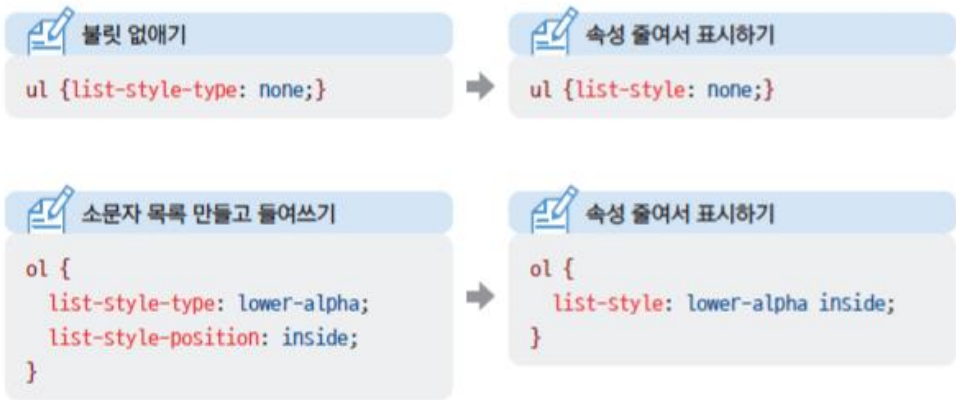 불릿 없애기
ul {list-style-type: none;}
속성 줄여서 표시하기
ul {list-style: none;}
소문자 목록 만들고 들여쓰기
ol {
list-style-type: lower-alpha;
list-style-position: inside;
}
속성 줄여서 표시하기
ol {
list-style: lower-alpha inside;
}